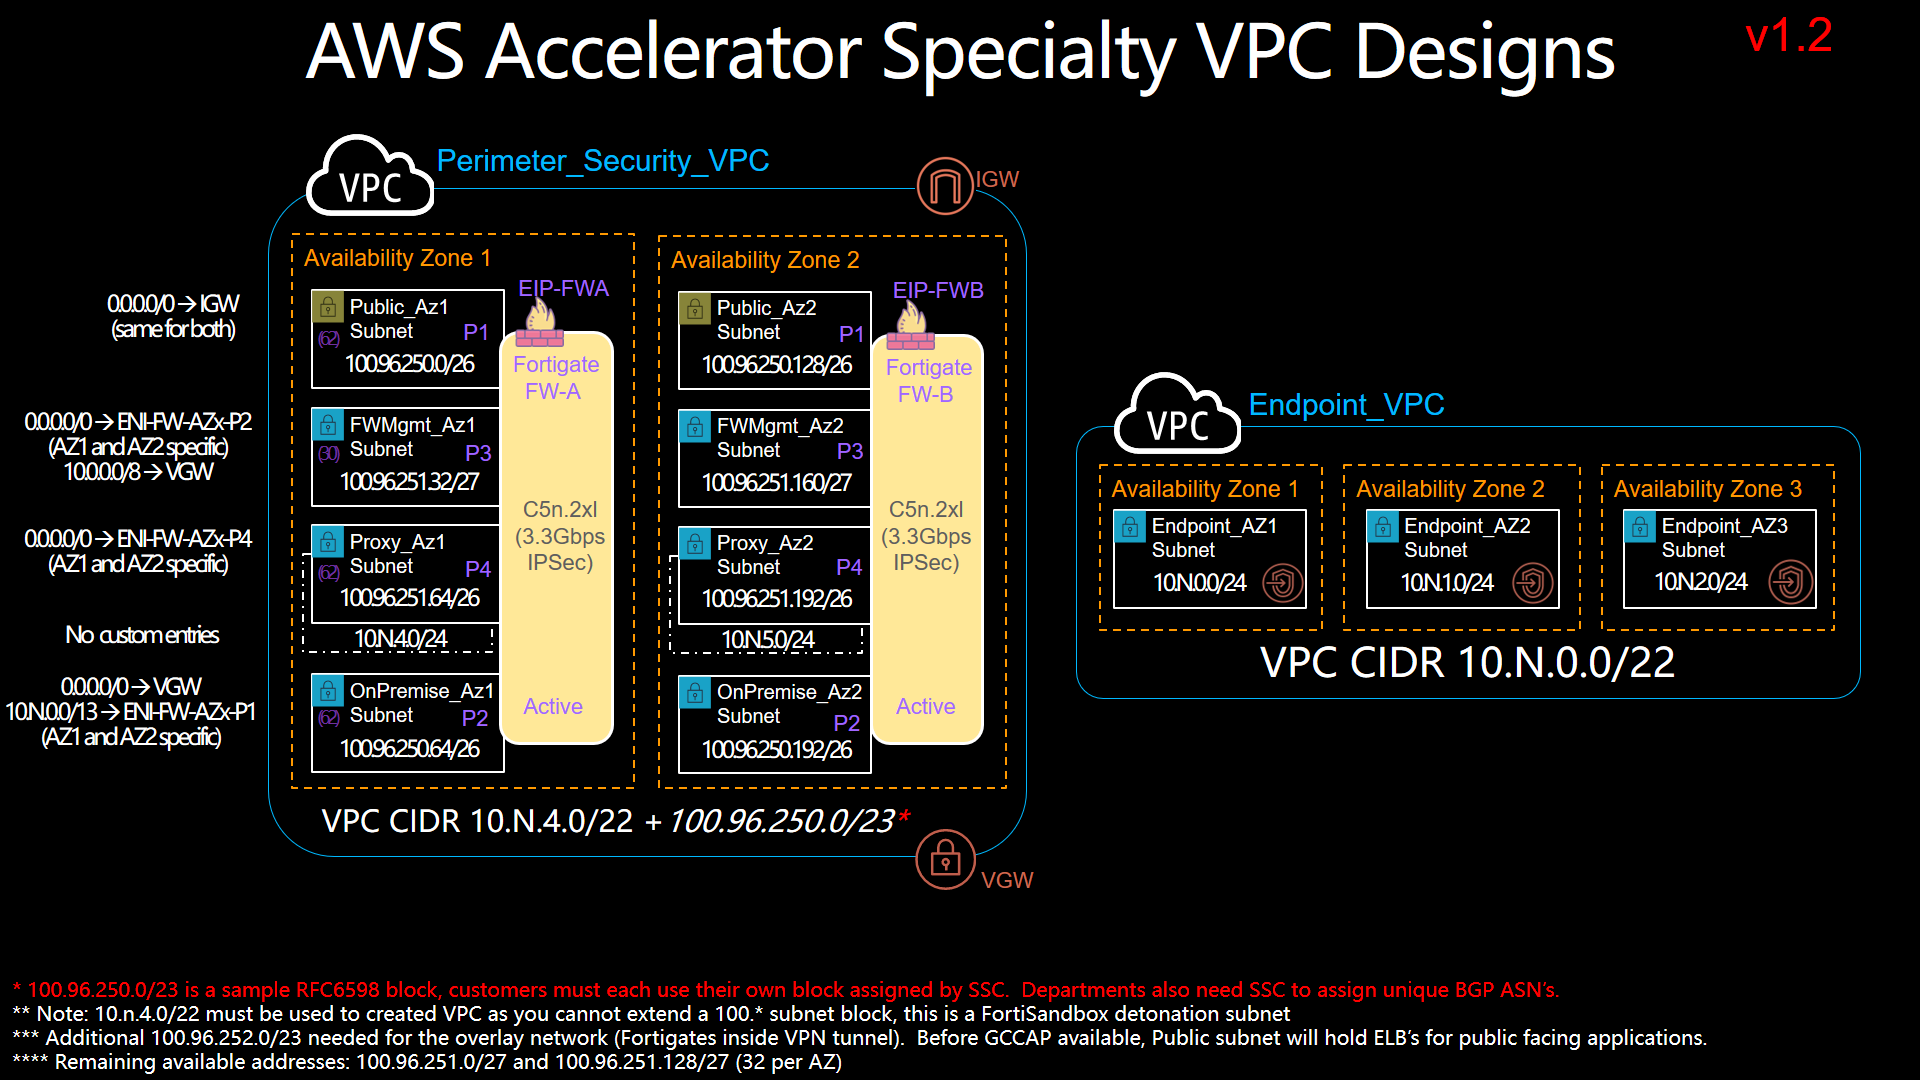 AWS Accelerator Specialty VPC Designs
v1.2
VPC
Perimeter_Security_VPC
IGW
0.0.0.0/0 → IGW
(same for both)
0.0.0.0/0 → ENI-FW-AZx-P2
(AZ1 and AZ2 specific)
10.0.0.0/8 → VGW
0.0.0.0/0 → ENI-FW-AZx-P4
(AZ1 and AZ2 specific)
No custom entries
0.0.0.0/0 → VGW
10.N.0.0/13 → ENI-FW-AZx-P1
(AZ1 and AZ2 specific)
Availability Zone 1
EIP-FWA
Public_Az1
Subnet
P1
(62)
100.96.250.0/26
FWMgmt_Az1
Subnet
P3
(30)
100.96.251.32/27
Proxy_Az1
Subnet
P4
(62)
100.96.251.64/26
10.N.4.0/24
OnPremise_Az1
Subnet
P2
(62)
100.96.250.64/26
Fortigate
FW-A
C5n.2xl
(3.3Gbps
IPSec)
Active
Availability Zone 2
EIP-FWB
Public_Az2
Subnet
P1
100.96.250.128/26
FWMgmt_Az2
Subnet
P3
100.96.251.160/27
Proxy_Az2
Subnet
P4
100.96.251.192/26
10.N.5.0/24
OnPremise_Az2
Subnet
P2
100.96.250.192/26
Fortigate
FW-B
C5n.2xl
(3.3Gbps
IPSec)
Active
VPC CIDR 10.N.4.0/22 + 100.96.250.0/23*
VGW
VPC
Endpoint_VPC
Availability Zone 1
Endpoint_AZ1
Subnet
10.N.0.0/24
Availability Zone 2
Endpoint_AZ2
Subnet
10.N.1.0/24
Availability Zone 3
Endpoint_AZ3
Subnet
10.N.2.0/24
VPC CIDR 10.N.0.0/22
* 100.96.250.0/23 is a sample RFC6598 block, customers must each use their own block assigned by SSC.  Departments also need SSC to assign unique BGP ASN's.
** Note: 10.n.4.0/22 must be used to created VPC as you cannot extend a 100.* subnet block, this is a FortiSandbox detonation subnet
*** Additional 100.96.252.0/23 needed for the overlay network (Fortigates inside VPN tunnel).  Before GCCAP available, Public subnet will hold ELB's for public facing applications.
**** Remaining available addresses: 100.96.251.0/27 and 100.96.251.128/27 (32 per AZ)